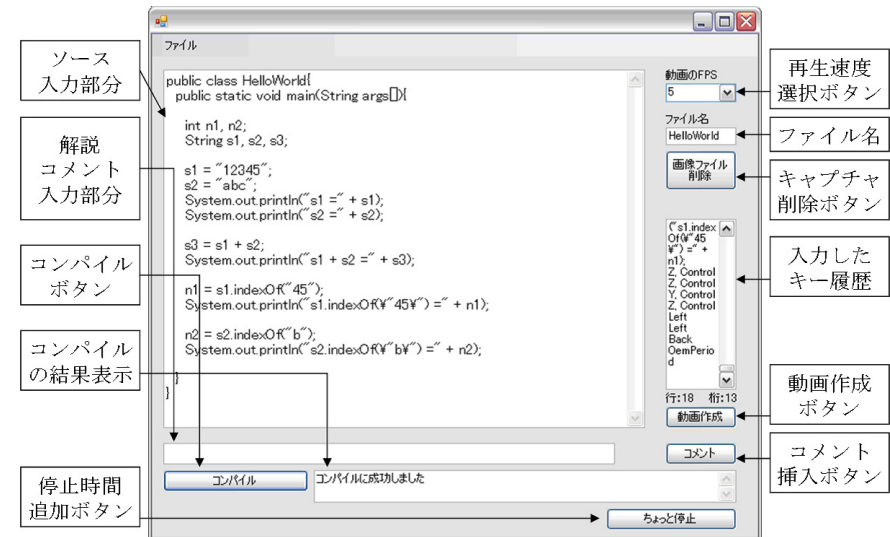 ファイル
ソース
入力部分
解説
コメント
入力部分
コンパイル
ボタン
コンパイル
の結果表示
停止時間
追加ボタン
public class HelloWorld{
public static void main(String args[]){
int n1, n2;
String s1, s2, s3;
s1 = "12345";
s2 = "abc";
System.out.println("s1 =" + s1);
System.out.println("s2 =" + s2);
s3 = s1 + s2;
System.out.println("s1 + s2 =" + s3);
n1 = s1.indexOf("45");
System.out.println("s1.indexOf(¥"45¥") =" + n1);
n2 = s2.indexOf("b");
System.out.println("s2.indexOf(¥"b¥") =" + n2);
}
}
コンパイル
コンパイルに成功しました
動画のFPS
5
ファイル名
HelloWorld
画像ファイル
削除
("s1.index
Of(¥"45
¥") =" +
n1);
Z, Control
Z, Control
Y, Control
Z, Control
Left
Left
Back
OemPerio
d
行:18 桁:13
動画作成
コメント
ちょっと停止
再生速度
選択ボタン
ファイル名
キャプチャ
削除ボタン
入力した
キー履歴
動画作成
ボタン
コメント
挿入ボタン